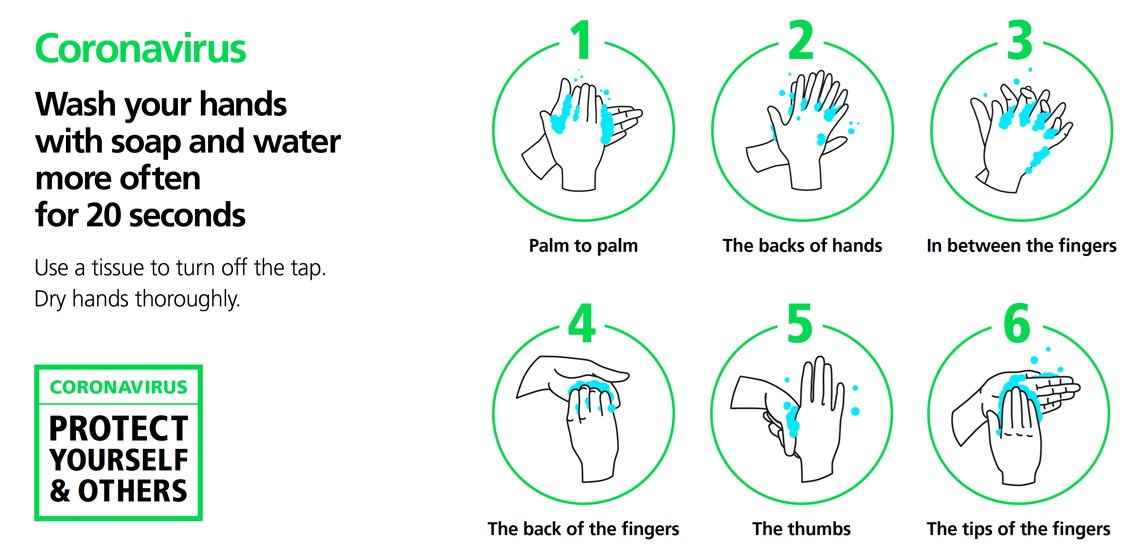 Coronavirus
Wash your hands
with soap and water
more often
for 20 seconds
Use a tissue to turn off the tap.
Dry hands thoroughly.
CORONAVIRUS
PROTECT
YOURSELF
& OTHERS
1
Palm to palm
2
The backs of hands
3
In between the fingers
4
The back of the fingers
5
The thumbs
6
The tips of the fingers